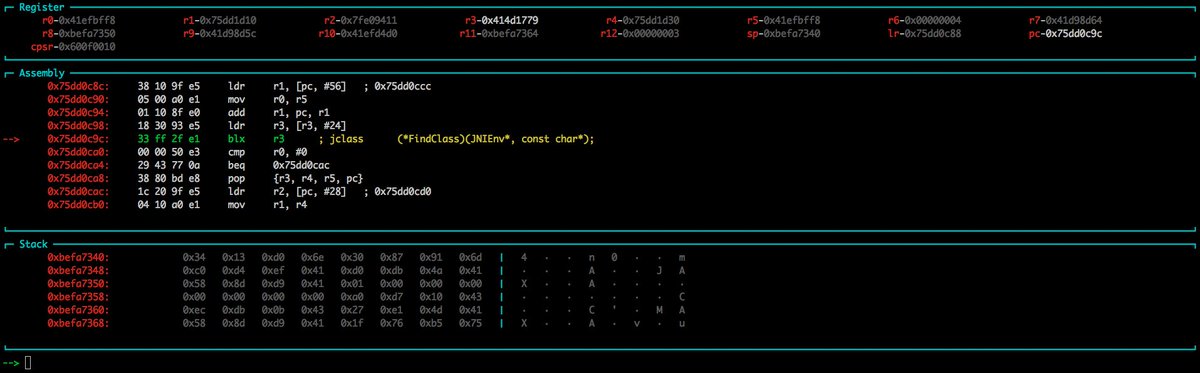 Register
r0-0x41efbff8 r1-0x75dd1d10 r2-0x7fe09411 r3-0x414d1779 r4-0x75dd1d30 r5-0x41efbff8 r6-0x00000004 r7-0x41d98d64
r8-0xbefa7350 r9-0x41d98d5c r10-0x41efd4d0 r11-0xbefa7364 r12-0x00000003 sp-0xbefa7340 lr-0x75dd0c88 pc-0x75dd0c9c
cpsr-0x600f0010
Assembly
0x75dd0c8c: 38 10 9f e5 ldr r1, [pc, #56] ; 0x75dd0ccc
0x75dd0c90: 05 00 a0 e1 mov r0, r5
0x75dd0c94: 01 10 8f e0 add r1, pc, r1
0x75dd0c98: 18 30 93 e5 ldr r3, [r3, #24]
--> 0x75dd0c9c: 33 ff 2f e1 blx r3 ; jclass (*FindClass)(JNIEnv*, const char*);
0x75dd0ca0: 00 00 50 e3 cmp r0, #0
0x75dd0ca4: 29 43 77 0a beq 0x75dd0cac
0x75dd0ca8: 38 80 bd e8 pop {r3, r4, r5, pc}
0x75dd0cac: 1c 20 9f e5 ldr r2, [pc, #28] ; 0x75dd0cd0
0x75dd0cb0: 04 10 a0 e1 mov r1, r4
Stack
0xbefa7340: 0x34 0x13 0xd0 0x6e 0x30 0x87 0x91 0x6d | 4 · · n 0 · · m
0xbefa7348: 0xc0 0xd4 0xef 0x41 0xd0 0xdb 0x4a 0x41 | · · · A · · J A
0xbefa7350: 0x58 0x8d 0xd9 0x41 0x01 0x00 0x00 0x00 | X · · A · · · ·
0xbefa7358: 0x00 0x00 0x00 0x00 0xa0 0xd7 0x10 0x43 | · · · · · · · C
0xbefa7360: 0xec 0xdb 0x0b 0x43 0x27 0xe1 0x4d 0x41 | · · · C ' · M A
0xbefa7368: 0x58 0x8d 0xd9 0x41 0x1f 0x76 0xb5 0x75 | X · · A · v · u
-->